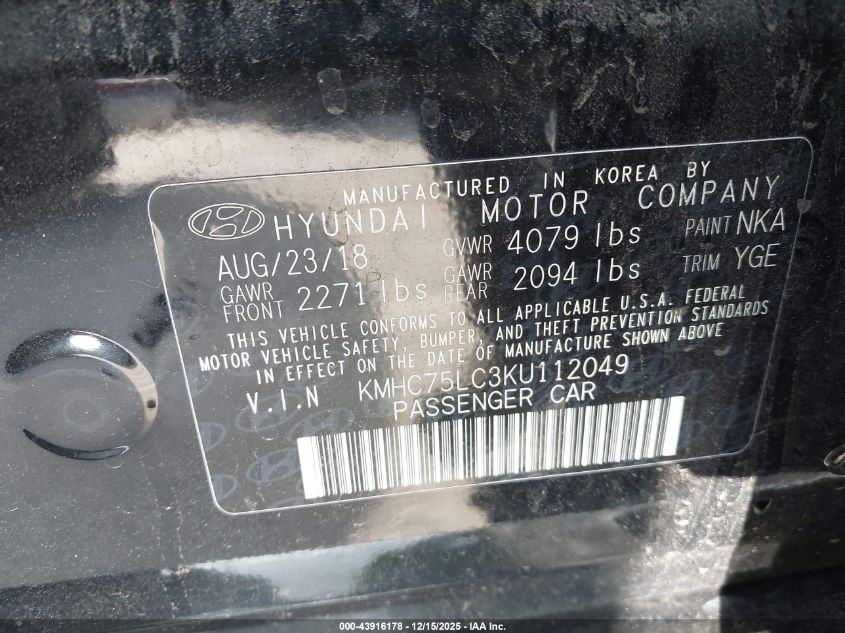 MANUFACTURED IN KOREA BY
HYUNDAI MOTOR COMPANY
AUG/23/18 GVWR 4079 lbs PAINT NKA
GAWR FRONT 2271 lbs GAWR REAR 2094 lbs TRIM YGE
THIS VEHICLE CONFORMS TO ALL APPLICABLE U.S.A. FEDERAL
MOTOR VEHICLE SAFETY, BUMPER, AND THEFT PREVENTION STANDARDS
IN EFFECT ON THE DATE OF MANUFACTURE SHOWN ABOVE
V.I.N KMHC75LC3KU112049
PASSENGER CAR
000-43916178 - 12/15/2025 - IAA Inc.